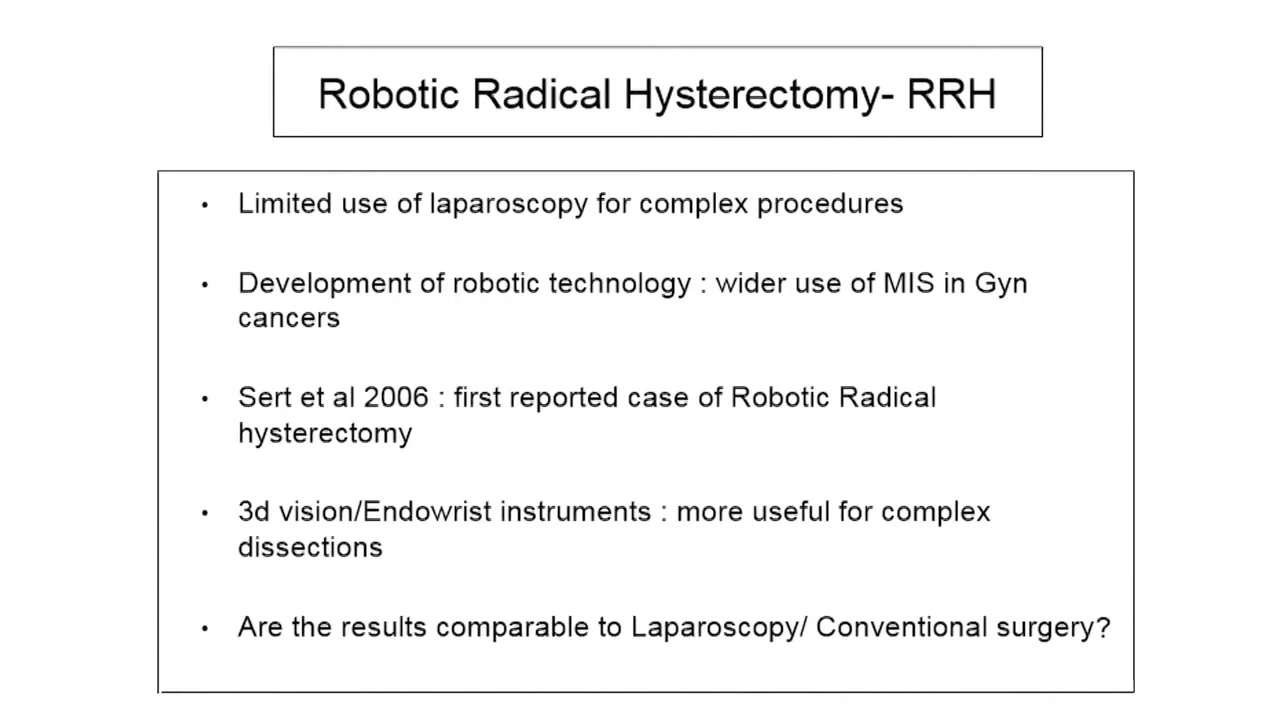 Robotic Radical Hysterectomy- RRH
• Limited use of laparoscopy for complex procedures
• Development of robotic technology : wider use of MIS in Gyn
cancers
• Sert et al 2006 : first reported case of Robotic Radical
hysterectomy
• 3d vision/Endowrist instruments : more useful for complex
dissections
• Are the results comparable to Laparoscopy/ Conventional surgery?